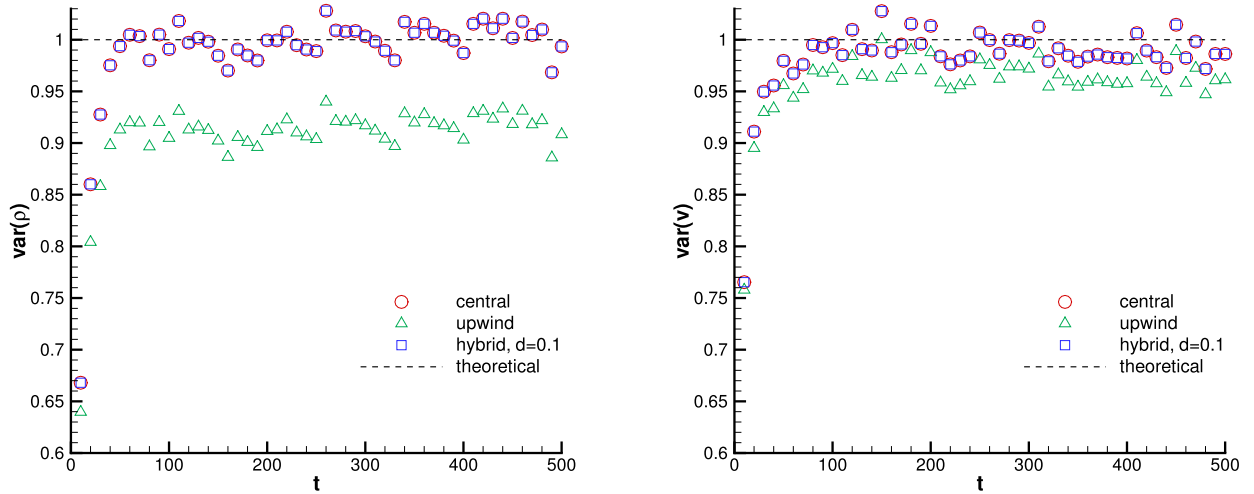 var(ρ)
1
0.95
0.9
0.85
0.8
0.75
0.7
0.65
0.6
0
100
200
300
400
500
t
central
upwind
hybrid, d=0.1
theoretical
var(v)
1
0.95
0.9
0.85
0.8
0.75
0.7
0.65
0.6
0
100
200
300
400
500
t
central
upwind
hybrid, d=0.1
theoretical